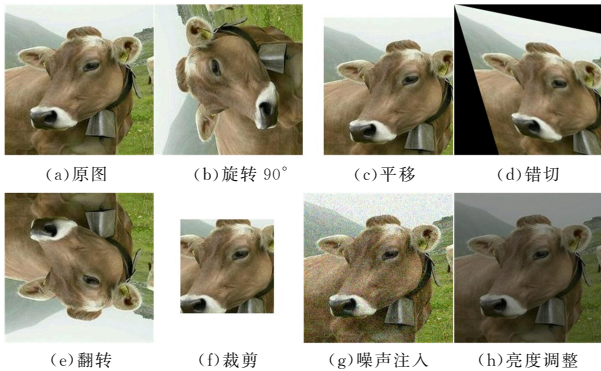 (a)原图
(b)旋转 90°
(c)平移
(d)错切
(e)翻转
(f)裁剪
(g)噪声注入
(h)亮度调整